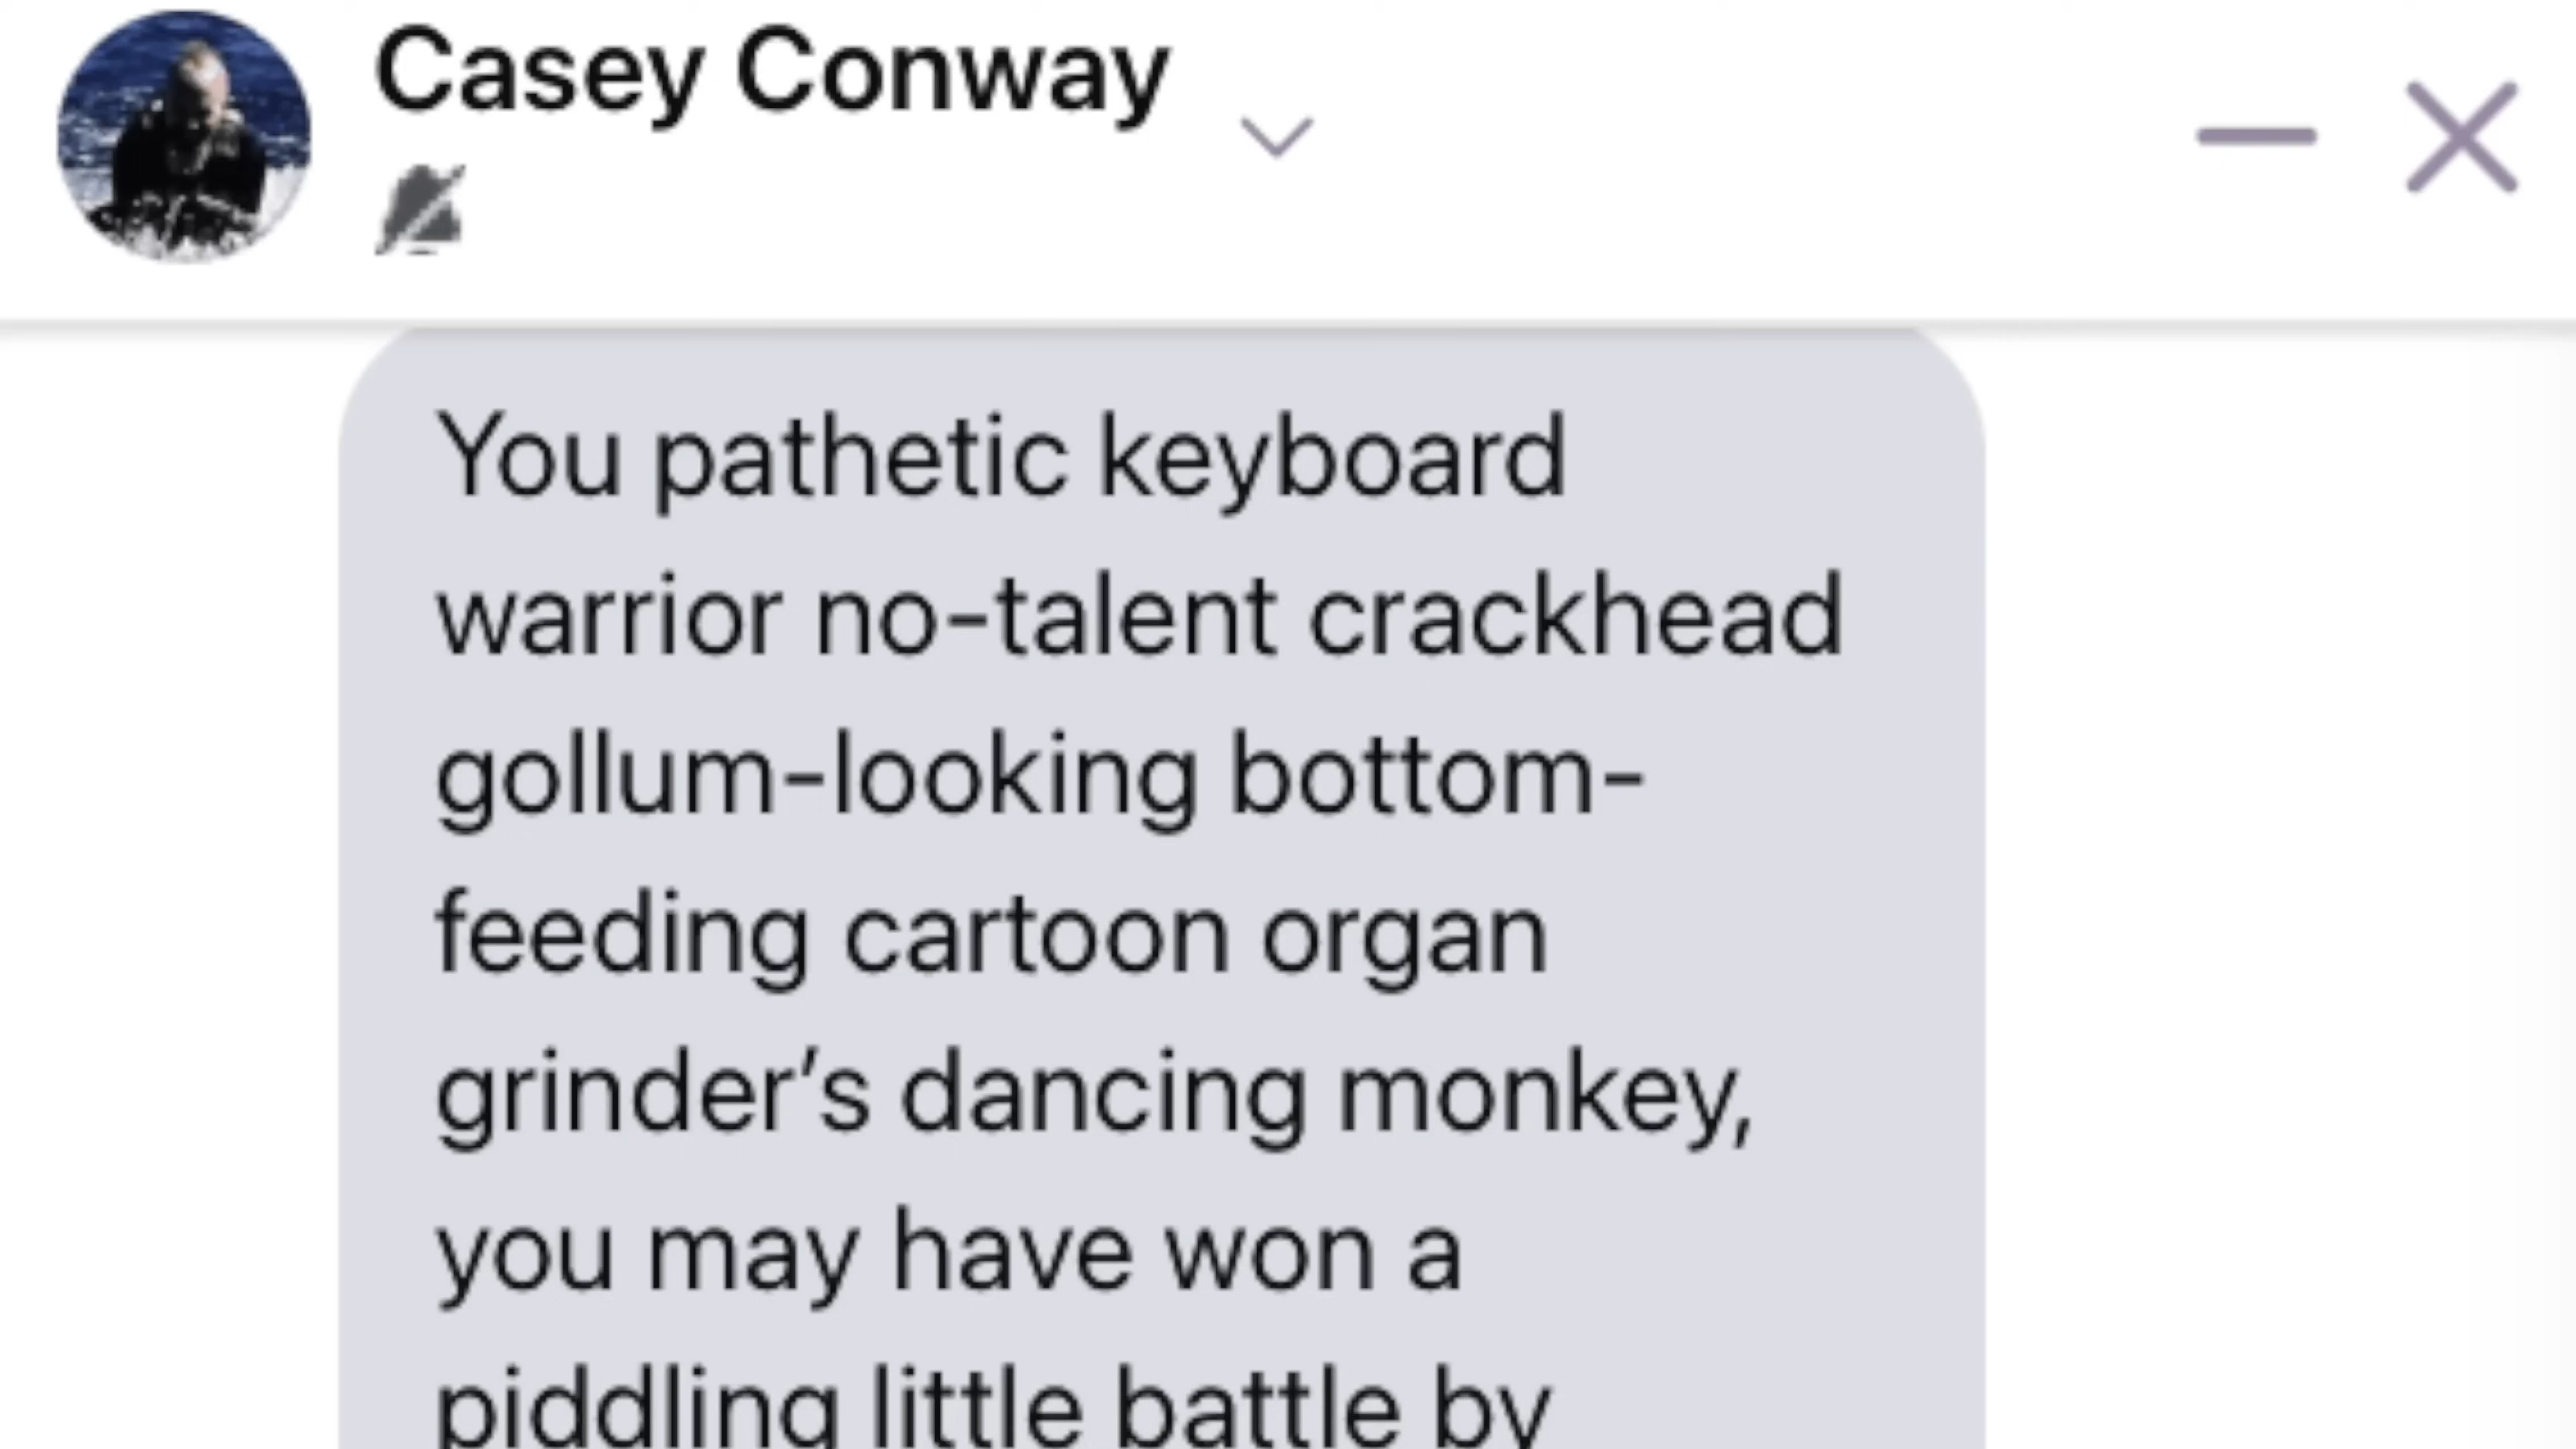 Casey Conway
You pathetic keyboard
warrior no-talent crackhead
gollum-looking bottom-
feeding cartoon organ
grinder’s dancing monkey,
you may have won a
piddling little battle by